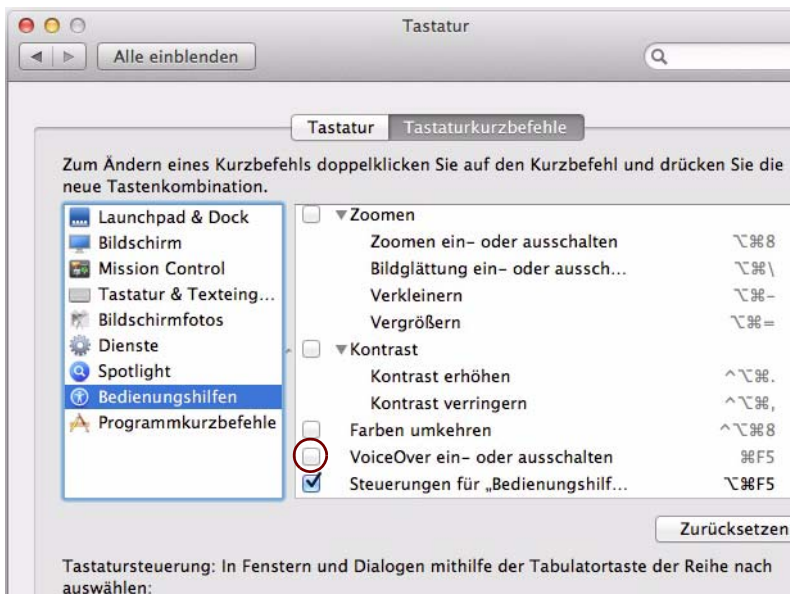 Tastatur
Alle einblenden
Tastatur Tastaturkurzbefehle
Zum Ändern eines Kurzbefehls doppelklicken Sie auf den Kurzbefehl und drücken Sie die
neue Tastenkombination.
Launchpad & Dock
Bildschirm
Mission Control
Tastatur & Texteing...
Bildschirmfotos
Dienste
Spotlight
Bedienungshilfen
Programmkurzbefehle
Zoomen
Zoomen ein- oder ausschalten ⌥⌘8
Bildglättung ein- oder aussch... ⌥⌘\
Verkleinern ⌥⌘-
Vergrößern ⌥⌘=
Kontrast
Kontrast erhöhen ^⌥⌘.
Kontrast verringern ^⌥⌘,
Farben umkehren ^⌥⌘8
VoiceOver ein- oder ausschalten ⌘F5
Steuerungen für „Bedienungshilf... ⌥⌘F5
Zurücksetzen
Tastatursteuerung: In Fenstern und Dialogen mithilfe der Tabulatortaste der Reihe nach
auswählen: